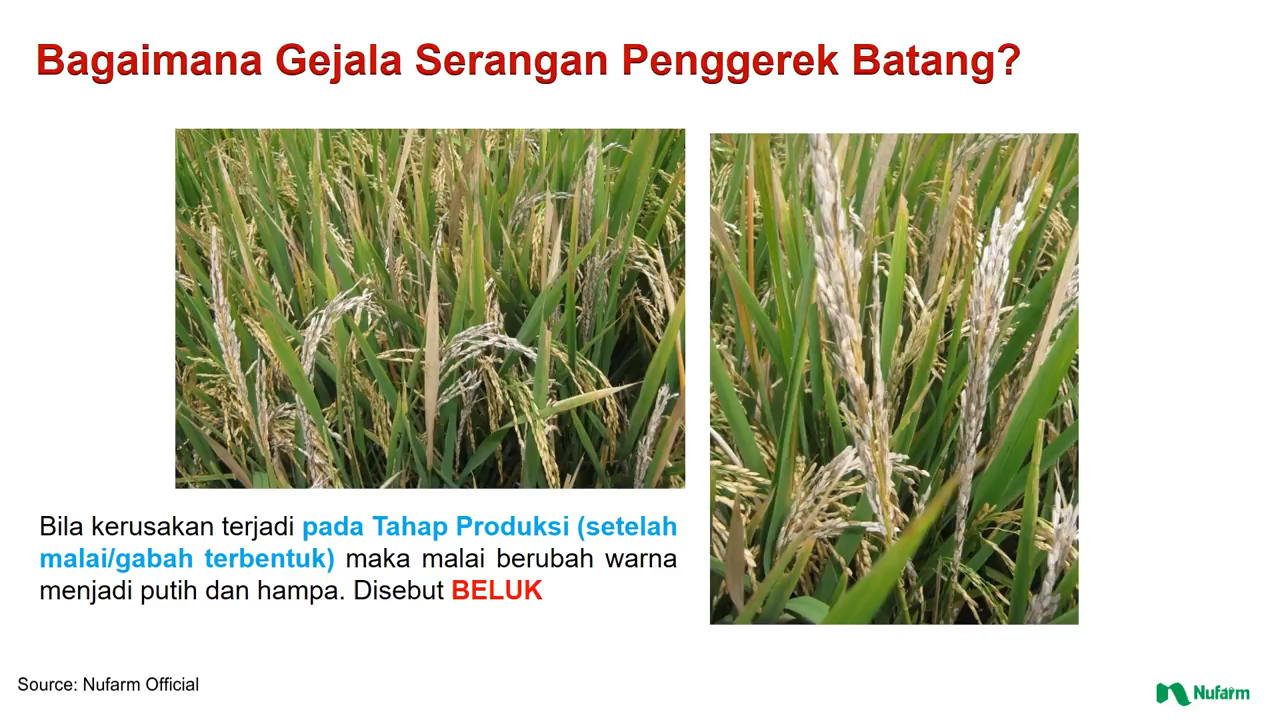 Bagaimana Gejala Serangan Penggerek Batang?
Bila kerusakan terjadi pada Tahap Produksi (setelah
malai/gabah terbentuk) maka malai berubah warna
menjadi putih dan hampa. Disebut BELUK
Source: Nufarm Official
Nufarm